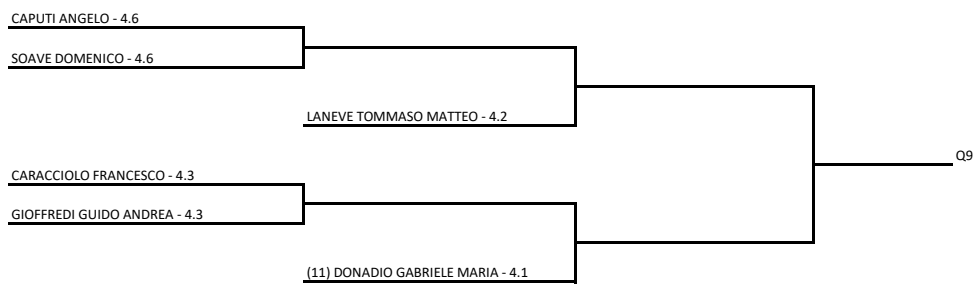 CAPUTI ANGELO - 4.6
SOAVE DOMENICO - 4.6
LANEVE TOMMASO MATTEO - 4.2
Q9
CARACCIOLO FRANCESCO - 4.3
GIOFFREDI GUIDO ANDREA - 4.3
(11) DONADIO GABRIELE MARIA - 4.1